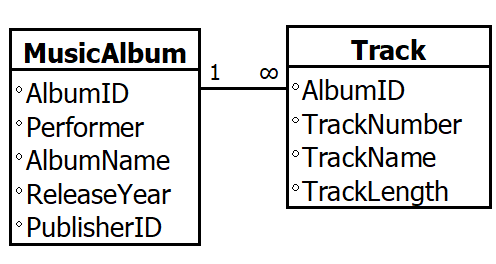 MusicAlbum
AlbumID
Performer
AlbumName
ReleaseYear
PublisherID
1 ∞
Track
AlbumID
TrackNumber
TrackName
TrackLength